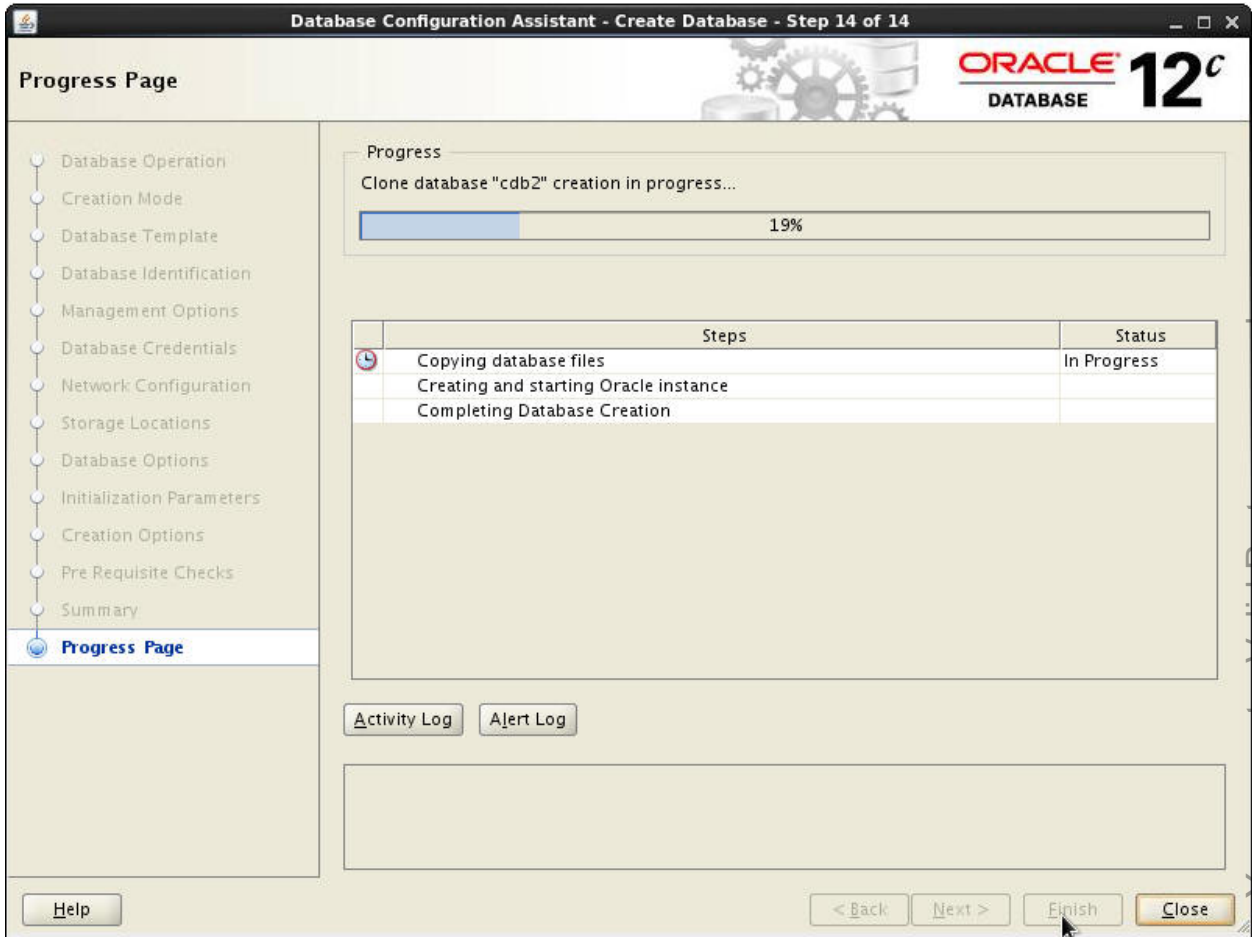 Database Configuration Assistant - Create Database - Step 14 of 14
Progress Page
ORACLE 12c
DATABASE
Database Operation
Creation Mode
Database Template
Database Identification
Management Options
Database Credentials
Network Configuration
Storage Locations
Database Options
Initialization Parameters
Creation Options
Pre Requisite Checks
Summary
Progress Page
Progress
Clone database "cdb2" creation in progress...
19%
Steps Status
Copying database files In Progress
Creating and starting Oracle instance
Completing Database Creation
Activity Log Alert Log
Help < Back Next > Finish Close